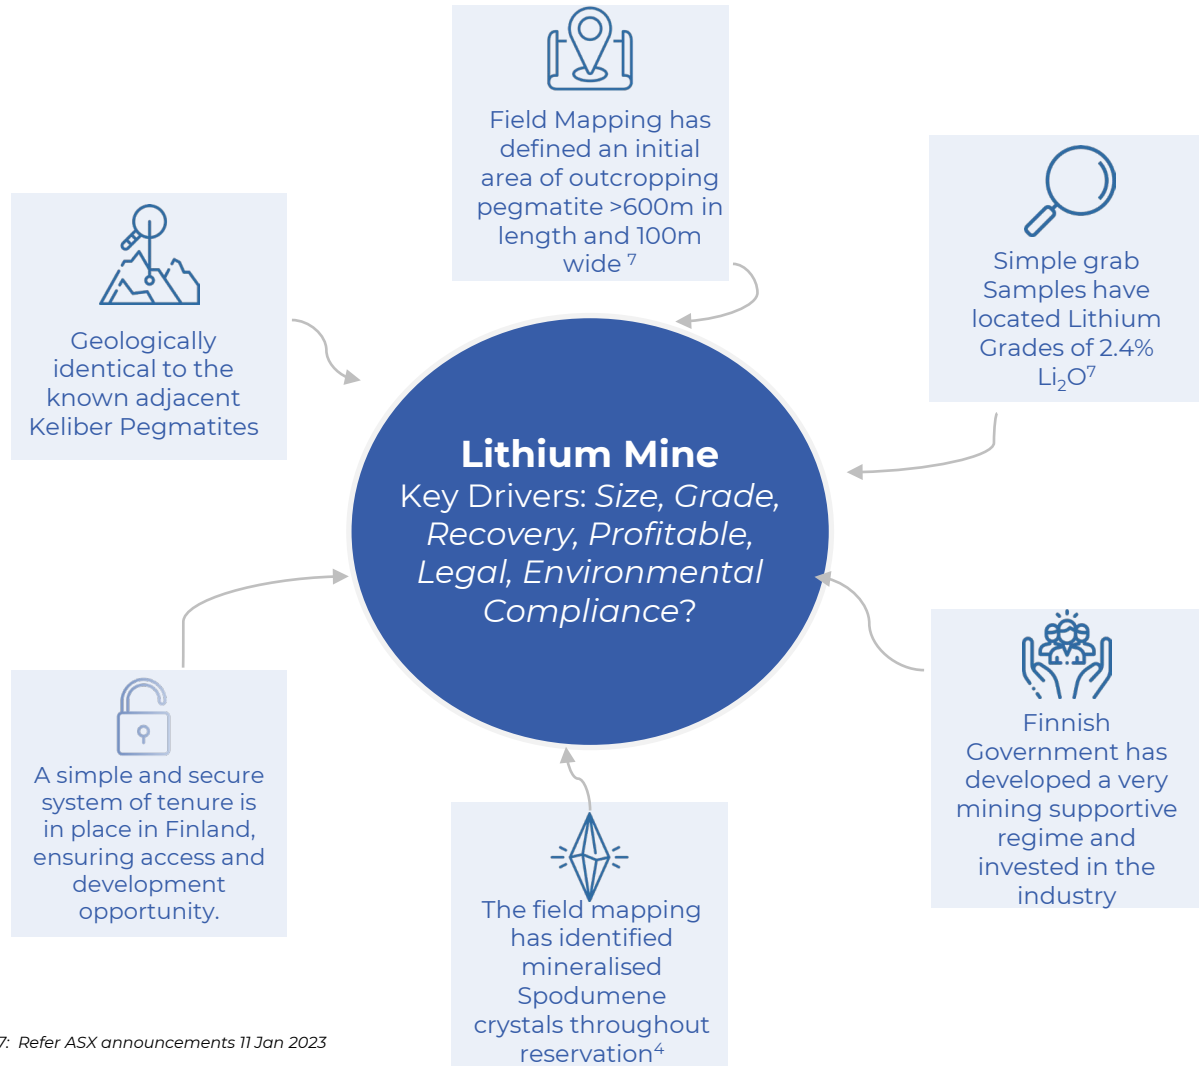 Field Mapping has
defined an initial
area of outcropping
pegmatite >600m in
length and 100m
wide ⁷
Simple grab
Samples have
located Lithium
Grades of 2.4%
Li₂O⁷
Geologically
identical to the
known adjacent
Keliber Pegmatites
Lithium Mine
Key Drivers: Size, Grade,
Recovery, Profitable,
Legal, Environmental
Compliance?
Finnish
Government has
developed a very
mining supportive
regime and
invested in the
industry
A simple and secure
system of tenure is
in place in Finland,
ensuring access and
development
opportunity.
The field mapping
has identified
mineralised
Spodumene
crystals throughout
reservation⁴
7: Refer ASX announcements 11 Jan 2023